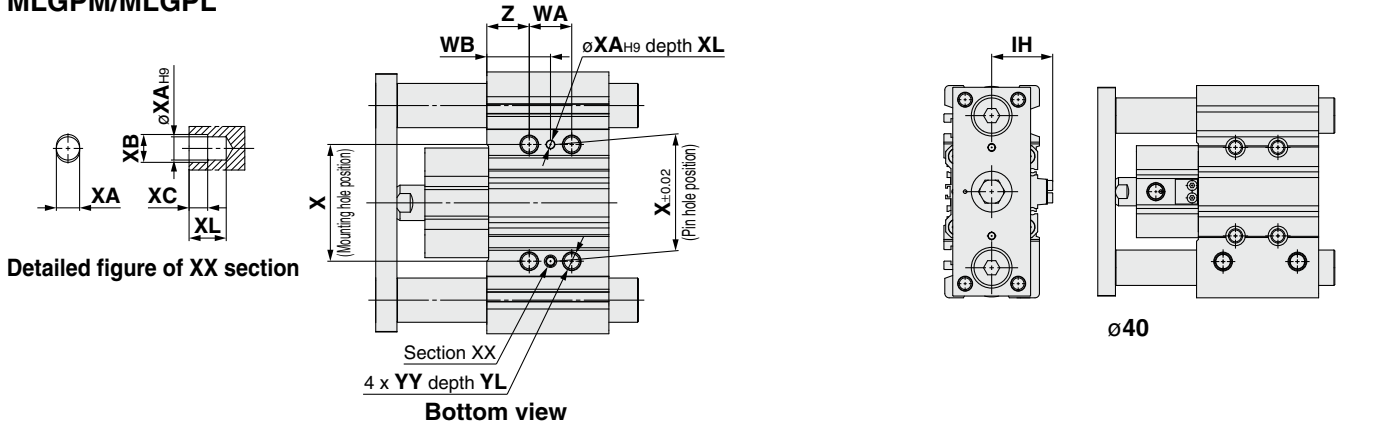 MLGPM/MLGPL
Z WA
WB
øXAH9 depth XL
IH
øXAH9
XB
XA
XC
XL
X
(Mounting hole position)
X±0.02
(Pin hole position)
Detailed figure of XX section
ø40
Section XX
4 x YY depth YL
Bottom view